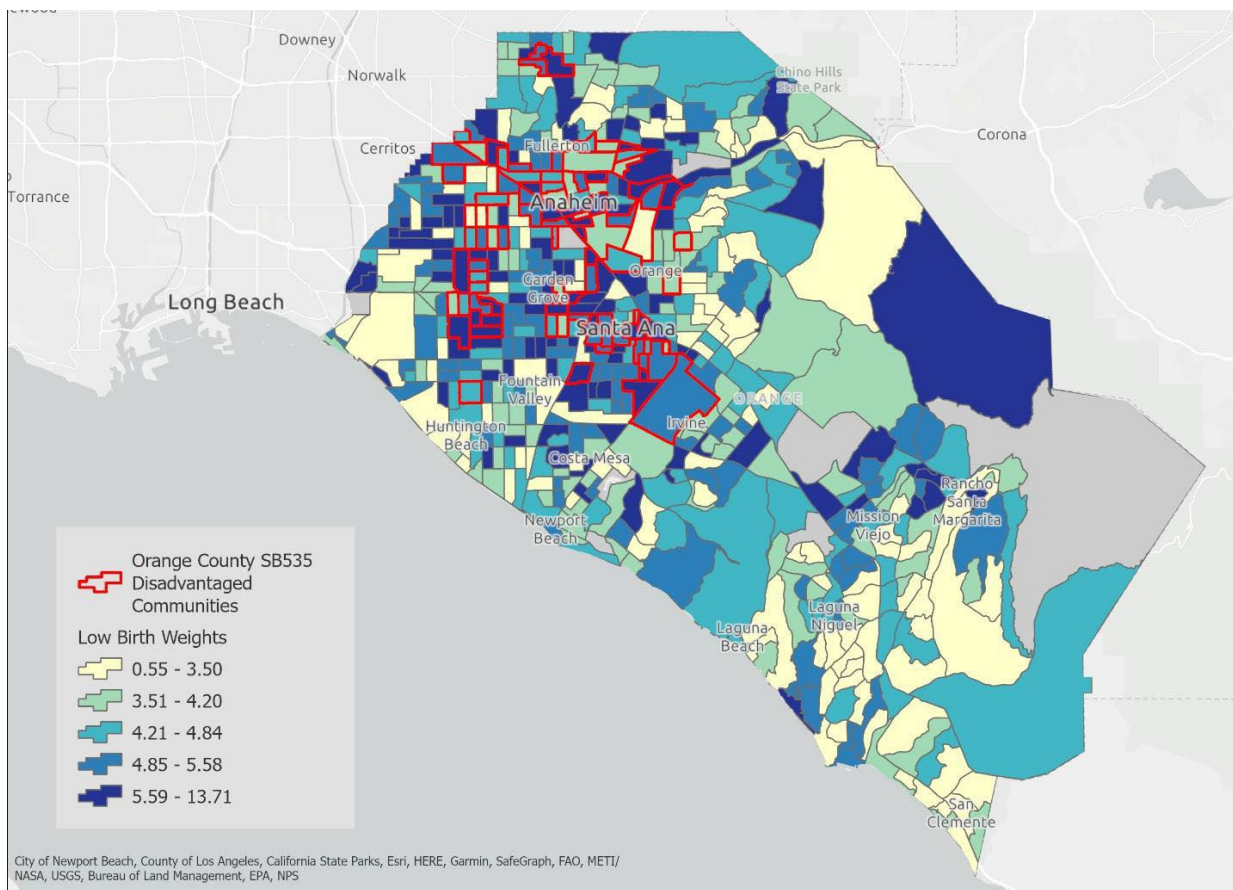 Downey
Norwalk
Chino Hills
State Park
Corona
Cerritos
Fullerton
Torrance
Anaheim
Orange
Garden
Grove
Long Beach
Santa Ana
Fountain
Valley
ORANGE
Irvine
Huntington
Beach
Costa Mesa
Rancho
Santa
Margarita
Newport
Beach
Mission
Viejo
Laguna
Niguel
Laguna
Beach
San
Clemente
Orange County SB535
Disadvantaged
Communities
Low Birth Weights
0.55 - 3.50
3.51 - 4.20
4.21 - 4.84
4.85 - 5.58
5.59 - 13.71
City of Newport Beach, County of Los Angeles, California State Parks, Esri, HERE, Garmin, SafeGraph, FAO, METI/
NASA, USGS, Bureau of Land Management, EPA, NPS